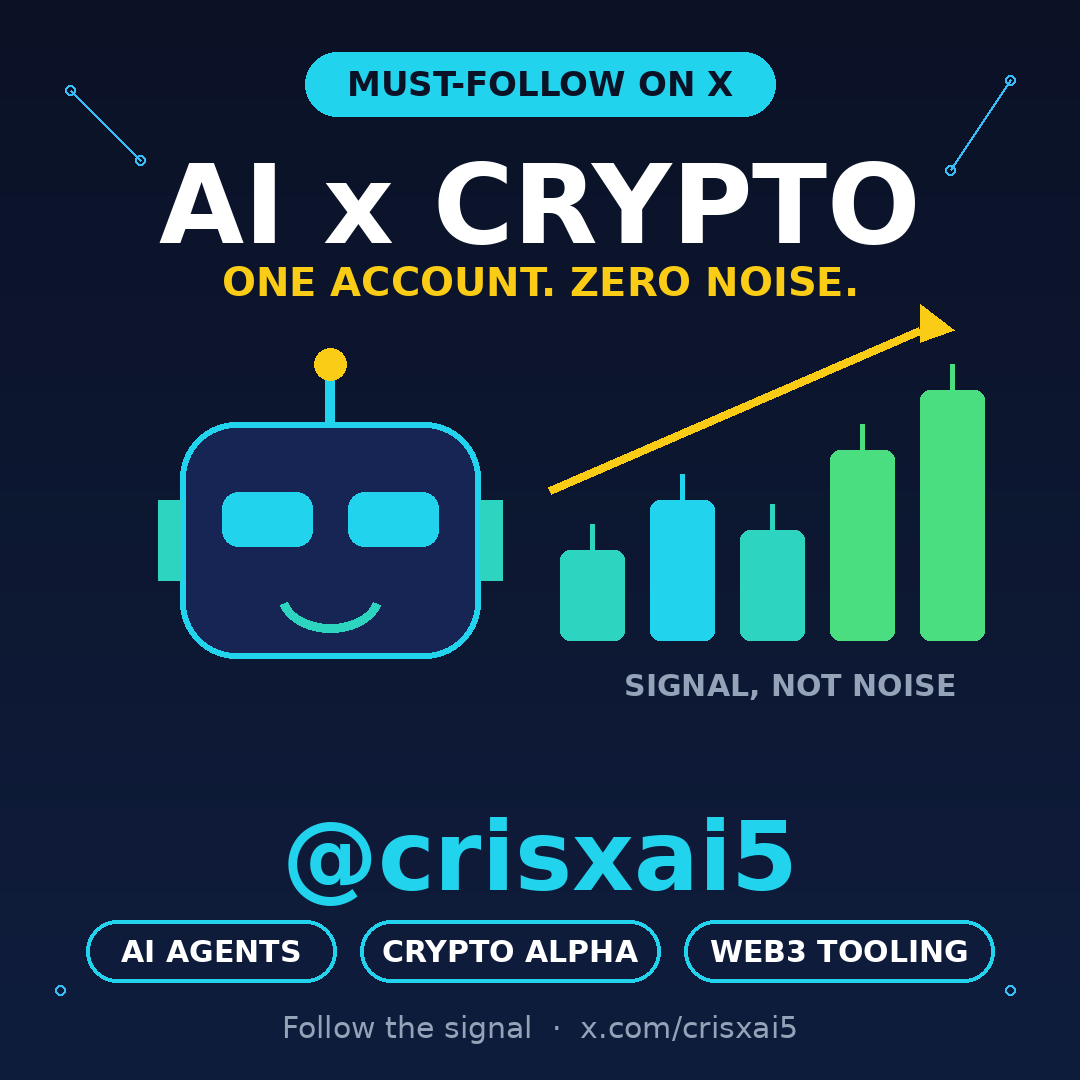 MUST-FOLLOW ON X
AI x CRYPTO
ONE ACCOUNT. ZERO NOISE.
SIGNAL, NOT NOISE
@crisxai5
AI AGENTS
CRYPTO ALPHA
WEB3 TOOLING
Follow the signal · x.com/crisxai5